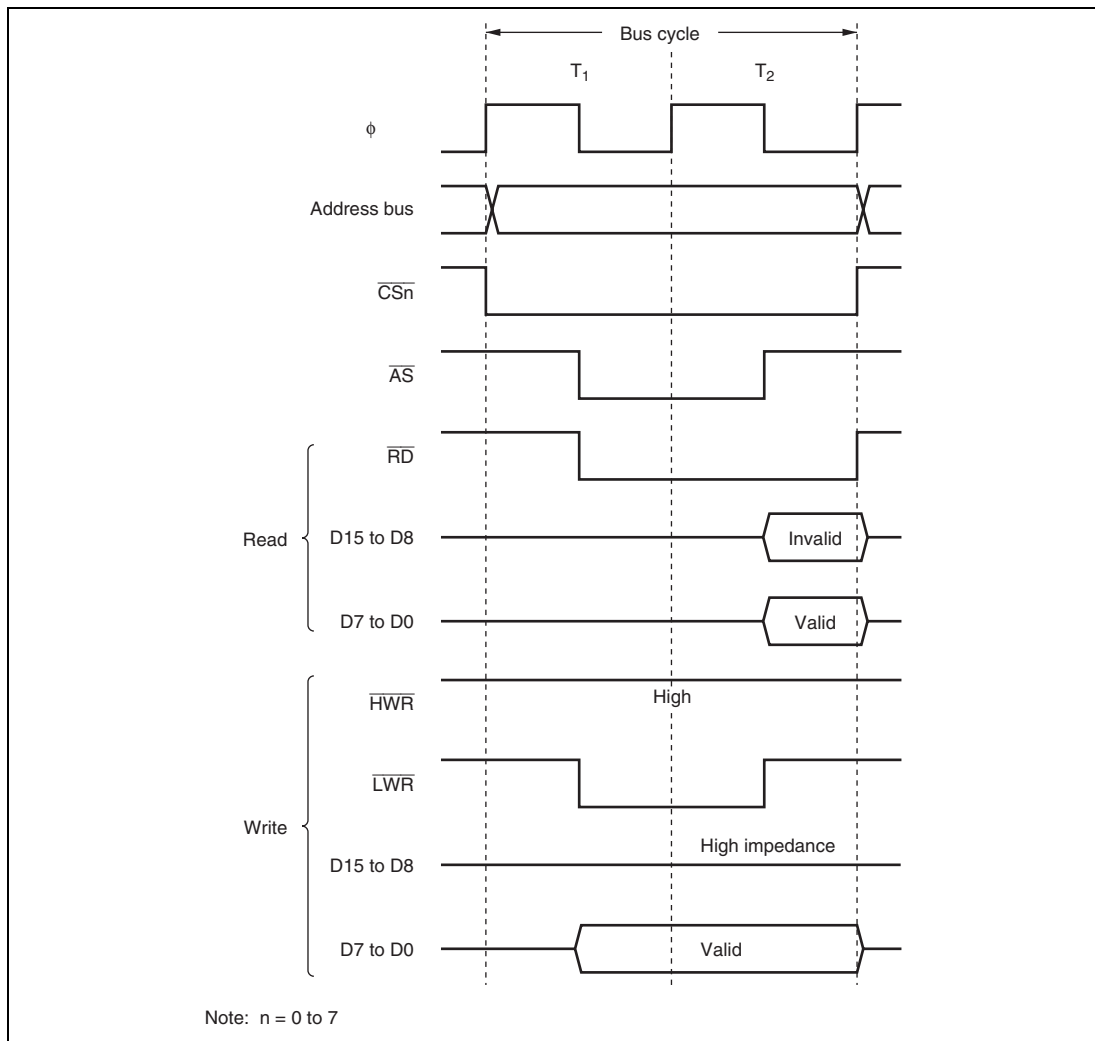 Bus cycle
T1
T2
ϕ
Address bus
CSn
AS
RD
Read
D15 to D8
Invalid
D7 to D0
Valid
HWR
High
LWR
Write
High impedance
D15 to D8
D7 to D0
Valid
Note: n = 0 to 7